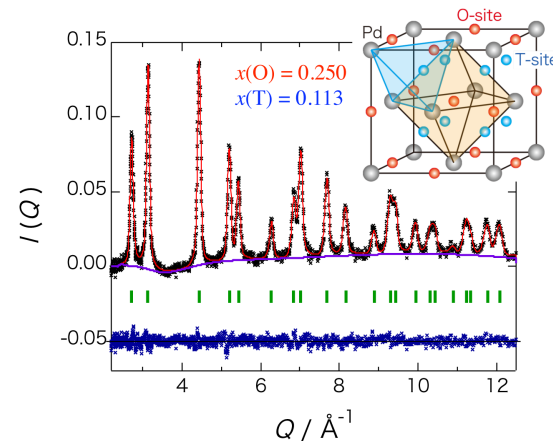 O-site
Pd
T-site
x(O) = 0.250
x(T) = 0.113
0.15
0.10
0.05
0.00
-0.05
I (Q)
4
6
8
10
12
Q / Å⁻¹